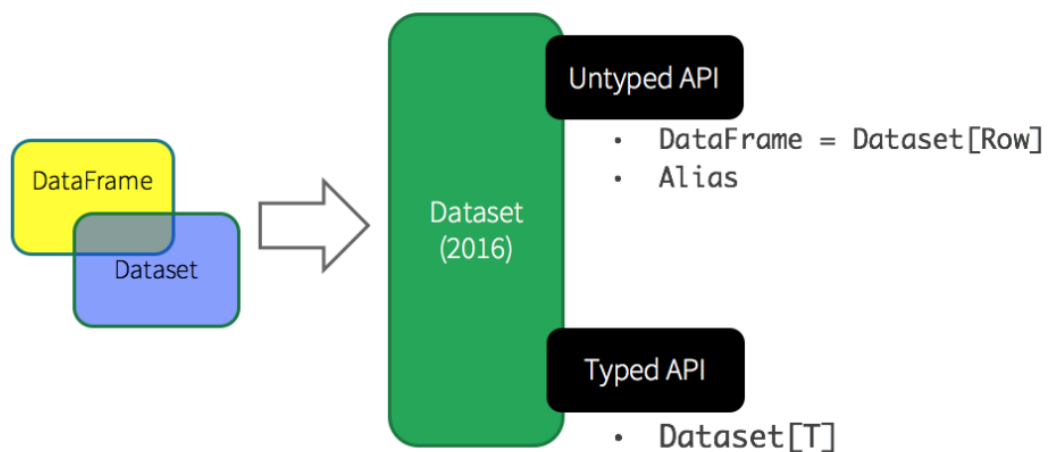 DataFrame
Dataset
Dataset
(2016)
Untyped API
• DataFrame = Dataset[Row]
• Alias
Typed API
• Dataset[T]